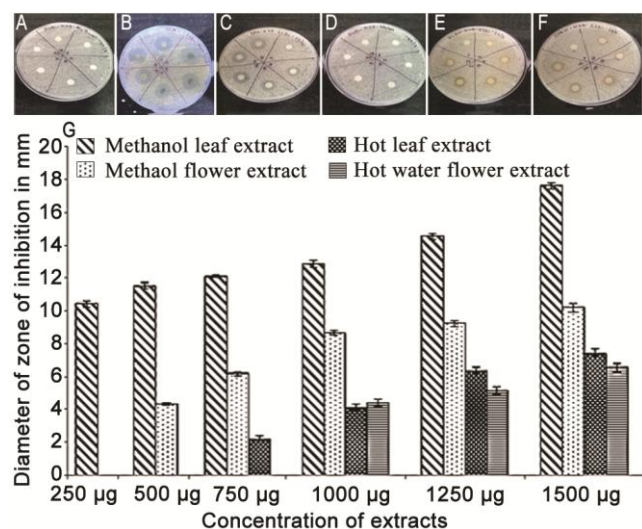 A B C D E F
G
Methanol leaf extract
Hot leaf extract
Methaol flower extract
Hot water flower extract
Diameter of zone of inhibition in mm
20
18
16
14
12
10
8
6
4
2
0
250 µg 500 µg 750 µg 1000 µg 1250 µg 1500 µg
Concentration of extracts